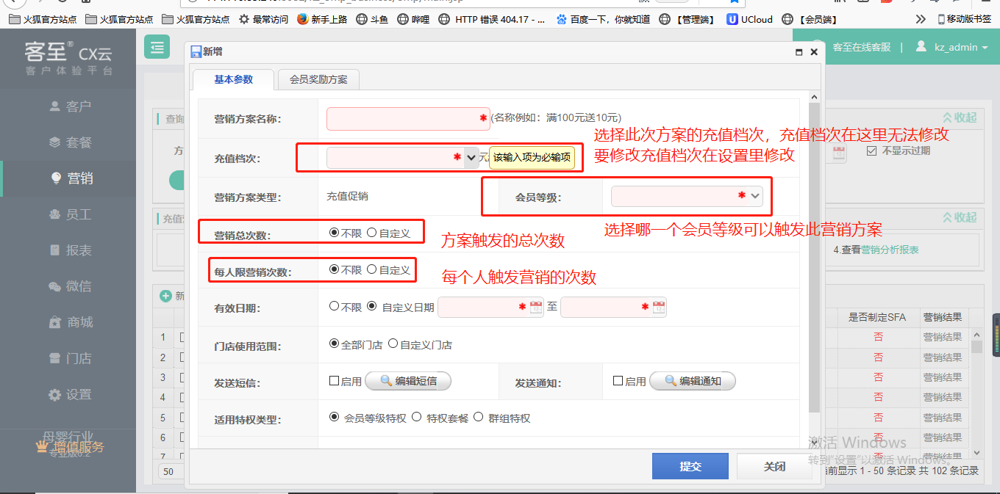 火狐官方站点 火狐官方站点 火狐官方站点 最常访问 新手上路 斗鱼 哔哩 HTTP 错误 404.17 - ... 百度一下，你就知道 【管理端】 UCloud 【会员端】 移动版书签
客至® CX云
客户体验平台
客至在线客服 | kz_admin
客户
套餐
营销
员工
报表
微信
商城
门店
设置
母婴行业
增值服务
专业版6.2
新增
基本参数 会员奖励方案
查询
收起
营销方案名称： * (名称例如：满100元送10元)
选择此次方案的充值档次，充值档次在这里无法修改
要修改充值档次在设置里修改
充值档次： * 元 该输入项为必输项
方
不显示过期
营销方案类型： 充值促销 会员等级： *
充值
收起
选择哪一个会员等级可以触发此营销方案
营销总次数： 不限 自定义
方案触发的总次数
4.查看营销分析报表
每人限营销次数： 不限 自定义
每个人触发营销的次数
新
有效日期： 不限 自定义日期 * 至 *
是否制定SFA 营销结果
门店使用范围： 全部门店 自定义门店
1 否 营销结果
2 否 营销结果
发送短信： 启用 编辑短信 发送通知： 启用 编辑通知
3 否 营销结果
4 否 营销结果
适用特权类型： 会员等级特权 特权套餐 群组特权
5 否 营销结果
6 否 营销结果
7 否 营销结果
提交 关闭
激活 Windows
转到"设置"以激活 Windows。
50
前显示 1 - 50 条记录 共 102 条记录